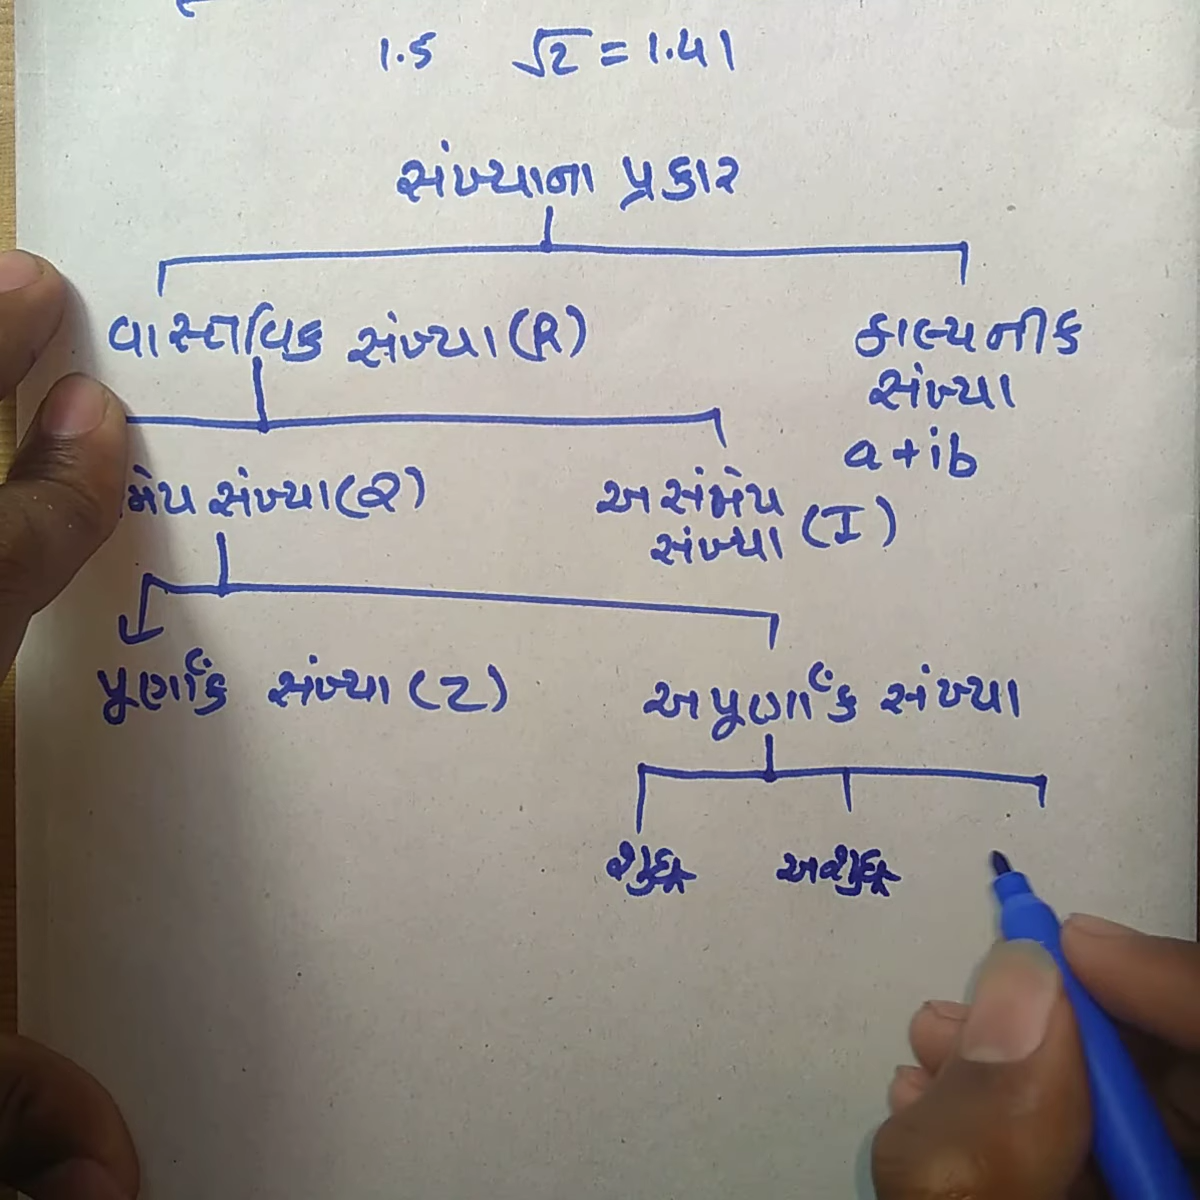 1.5 √2 = 1.41
સંખ્યાના પ્રકાર
વાસ્તવિક સંખ્યા (R)
કાલ્પનીક
સંખ્યા
a+ib
મેય સંખ્યા (Q)
અસંમેય
સંખ્યા (I)
પૂર્ણાંક સંખ્યા (Z)
અપૂર્ણાંક સંખ્યા
શુદ્ધ અશુદ્ધ